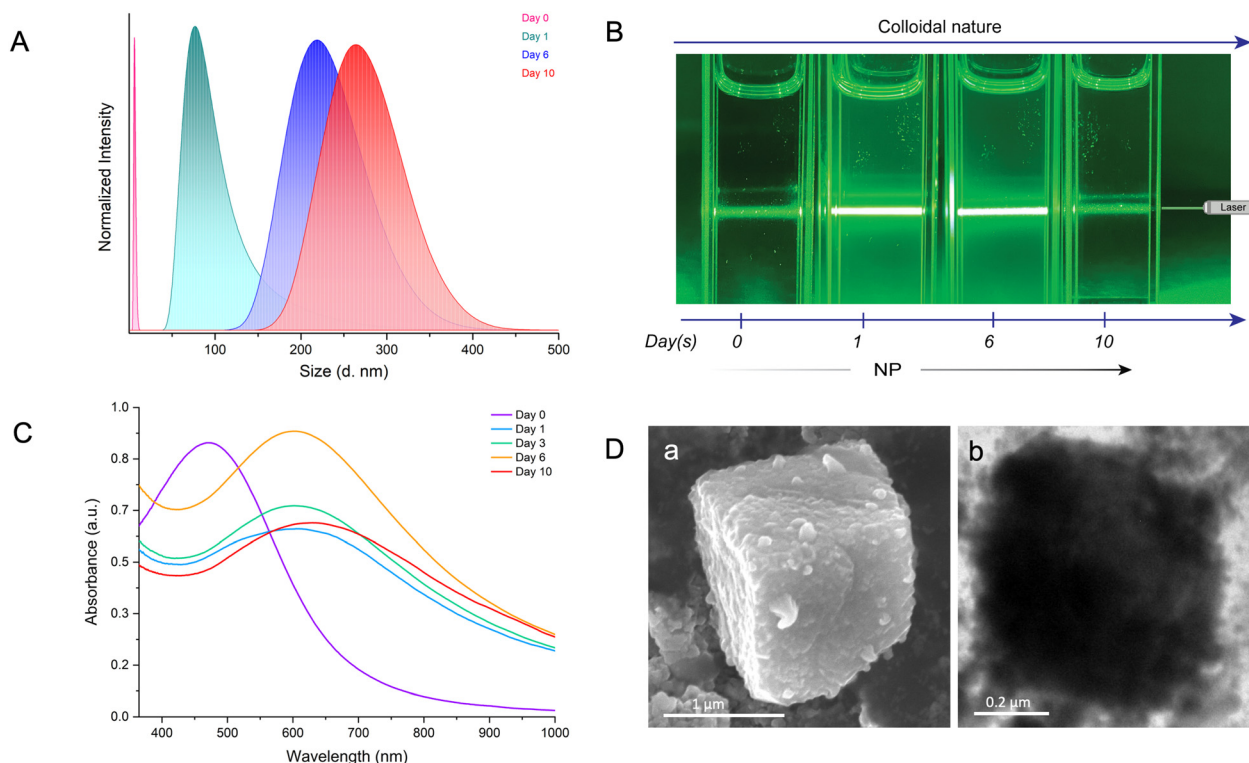 A
Day 0
Day 1
Day 6
Day 10
Normalized Intensity
100
200
300
400
500
Size (d. nm)
B
Colloidal nature
Laser
Day(s)
0
1
6
10
NP
C
Day 0
Day 1
Day 3
Day 6
Day 10
Absorbance (a.u.)
1.0
0.8
0.7
0.5
0.3
0.2
0.0
400
500
600
700
800
900
1000
Wavelength (nm)
D
a
1 μm
b
0.2 μm